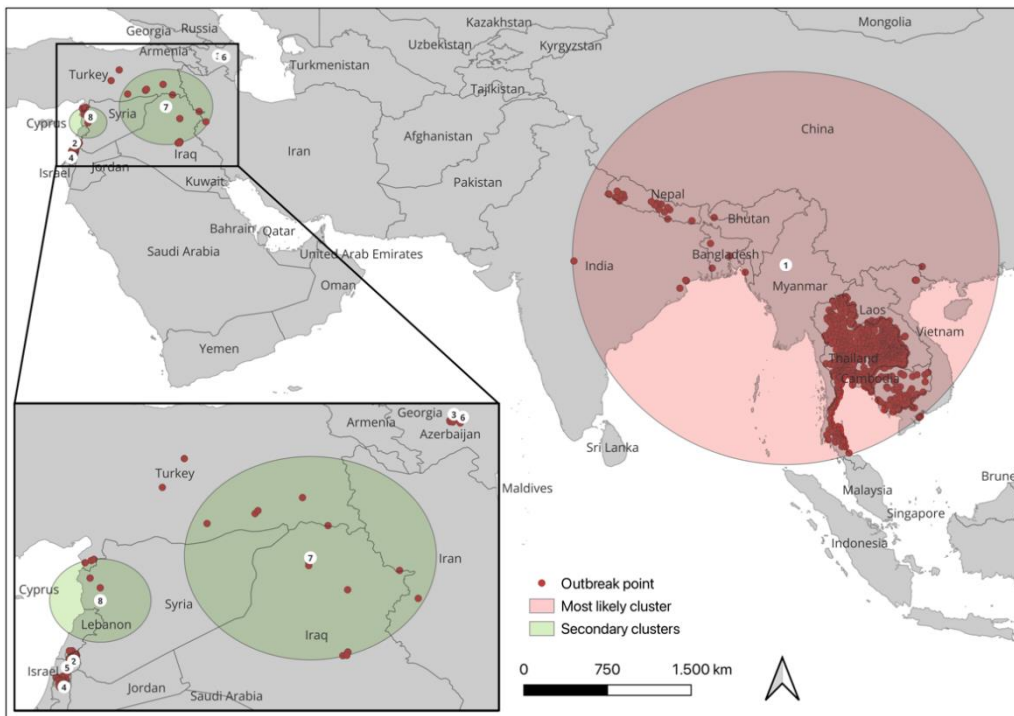 Kazakhstan
Mongolia
Georgia
Russia
Uzbekistan
Kyrgyzstan
Armenia
6
Turkey
Turkmenistan
Tajikistan
7
Cyprus
8
Syria
China
2
4
Iraq
Iran
Afghanistan
Israel
Jordan
Kuwait
Pakistan
Nepal
Bhutan
Bahrain
Qatar
Saudi Arabia
United Arab Emirates
India
Bangladesh
1
Oman
Myanmar
Laos
Vietnam
Yemen
Thailand
Cambodia
Sri Lanka
Maldives
Malaysia
Brune
Singapore
Indonesia
Georgia
3
6
Armenia
Azerbaijan
Turkey
7
Iran
Cyprus
8
Syria
Lebanon
Iraq
2
5
Israel
4
Jordan
Saudi Arabia
Outbreak point
Most likely cluster
Secondary clusters
0
750
1.500 km